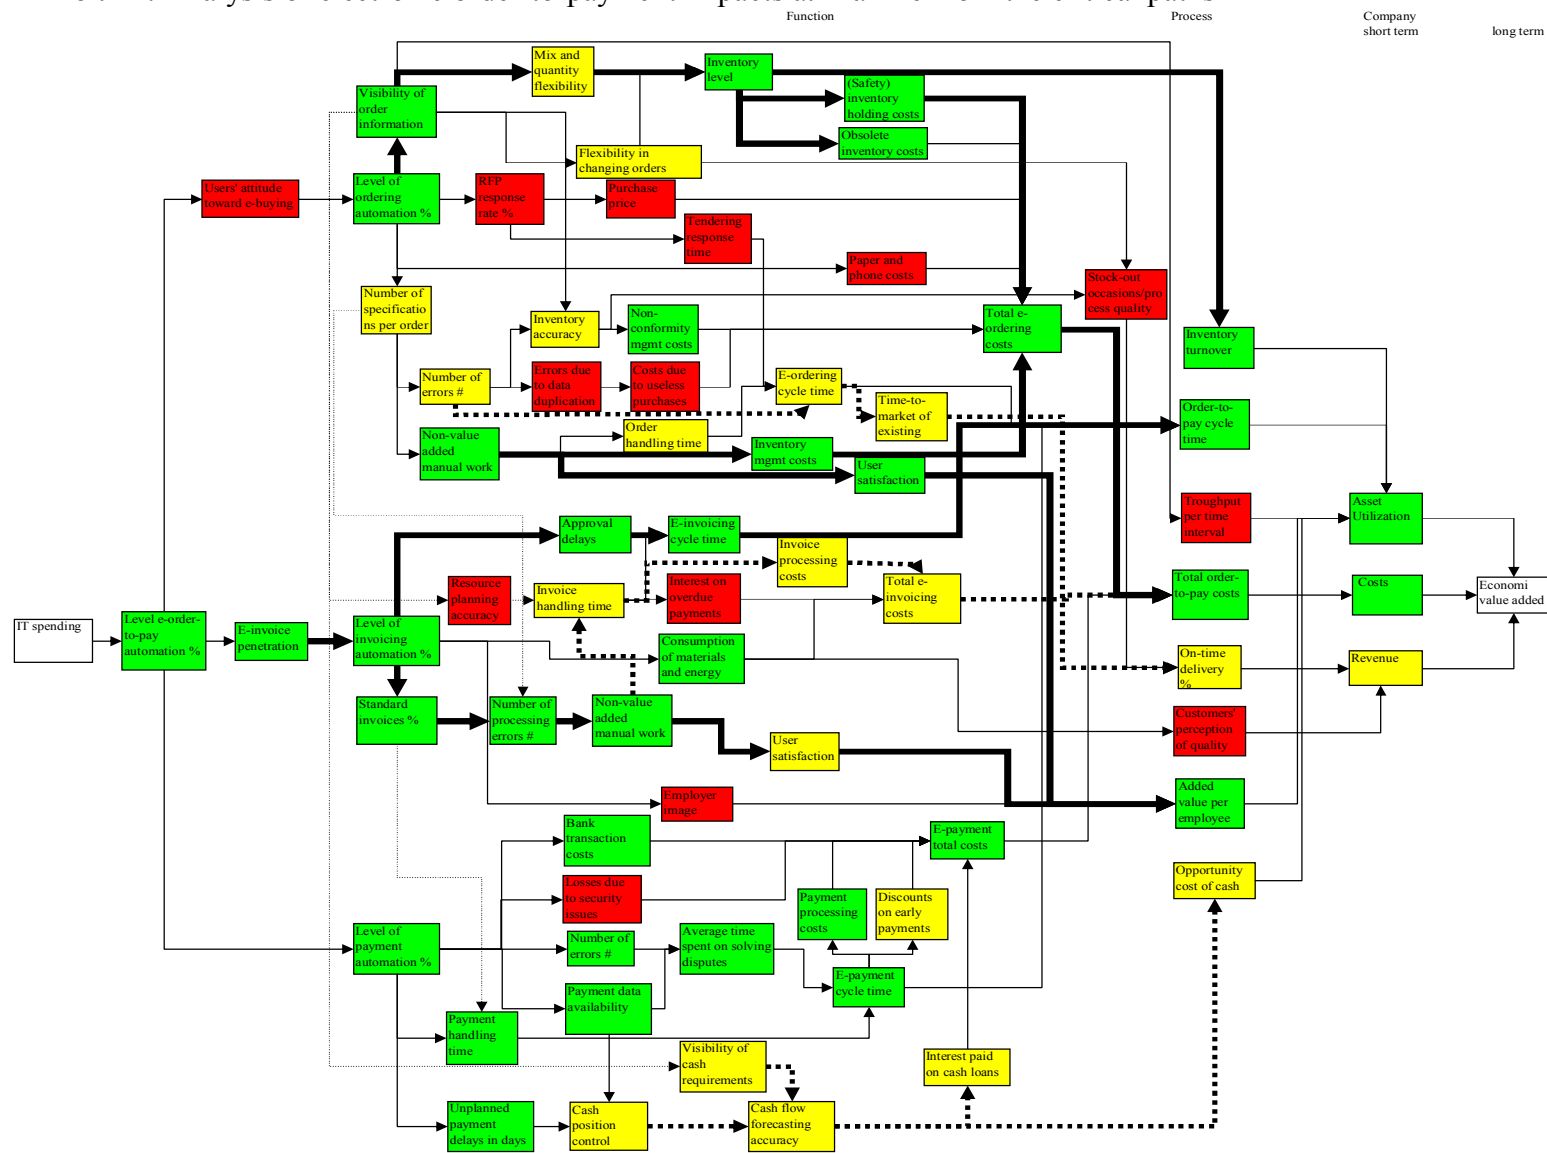 Function
Process
Company
short term
long term
Mix and
quantity
flexibility
Inventory
level
(Safety)
inventory
holding costs
Visibility of
order
information
Obsolete
inventory costs
Flexibility in
changing orders
Users' attitude
toward e-buying
Level of
ordering
automation %
RFP
response
rate %
Purchase
price
Tendering
response
time
Paper and
phone costs
Stock-out
occasions/pro
cess quality
Number of
specificatio
ns per order
Inventory
accuracy
Non-
conformity
mgmt costs
Total e-
ordering
costs
Inventory
turnover
Number of
errors #
Errors due
to data
duplication
Costs due
to useless
purchases
E-ordering
cycle time
Time-to-
market of
existing
Order-to-
pay cycle
time
Order
handling time
Non-value
added
manual work
Inventory
mgmt costs
User
satisfaction
Troughput
per time
interval
Asset
Utilization
Approval
delays
E-invoicing
cycle time
Invoice
processing
costs
Resource
planning
accuracy
Invoice
handling time
Interest on
overdue
payments
Total e-
invoicing
costs
Total order-
to-pay costs
Costs
Economi
value added
IT spending
Level e-order-
to-pay
automation %
E-invoice
penetration
Level of
invoicing
automation %
Consumption
of materials
and energy
On-time
delivery
%
Revenue
Standard
invoices %
Number of
processing
errors #
Non-value
added
manual work
User
satisfaction
Customers'
perception
of quality
Employer
image
Added
value per
employee
Bank
transaction
costs
E-payment
total costs
Losses due
to security
issues
Payment
processing
costs
Discounts
on early
payments
Opportunity
cost of cash
Level of
payment
automation %
Number of
errors #
Average time
spent on solving
disputes
E-payment
cycle time
Payment data
availability
Payment
handling
time
Visibility of
cash
requirements
Interest paid
on cash loans
Unplanned
payment
delays in days
Cash
position
control
Cash flow
forecasting
accuracy